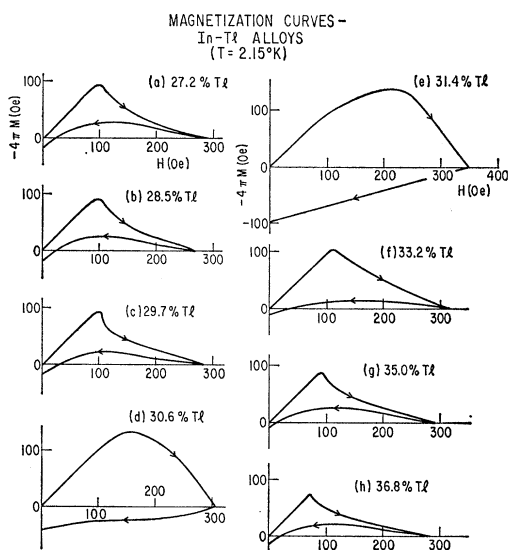 MAGNETIZATION CURVES –
In-Tℓ ALLOYS
(T = 2.15°K)
(a) 27.2 % Tℓ
100
-4πM(Oe)
0
100
200
300
H(Oe)
(b) 28.5% Tℓ
100
0
100
200
300
(c) 29.7 % Tℓ
100
0
100
200
300
(d) 30.6 % Tℓ
100
0
100
200
300
(e) 31.4% Tℓ
100
-4πM(Oe)
0
-100
100
200
300
400
H(Oe)
(f) 33.2 % Tℓ
100
0
100
200
300
(g) 35.0 % Tℓ
100
0
100
200
300
(h) 36.8 % Tℓ
100
0
100
200
300